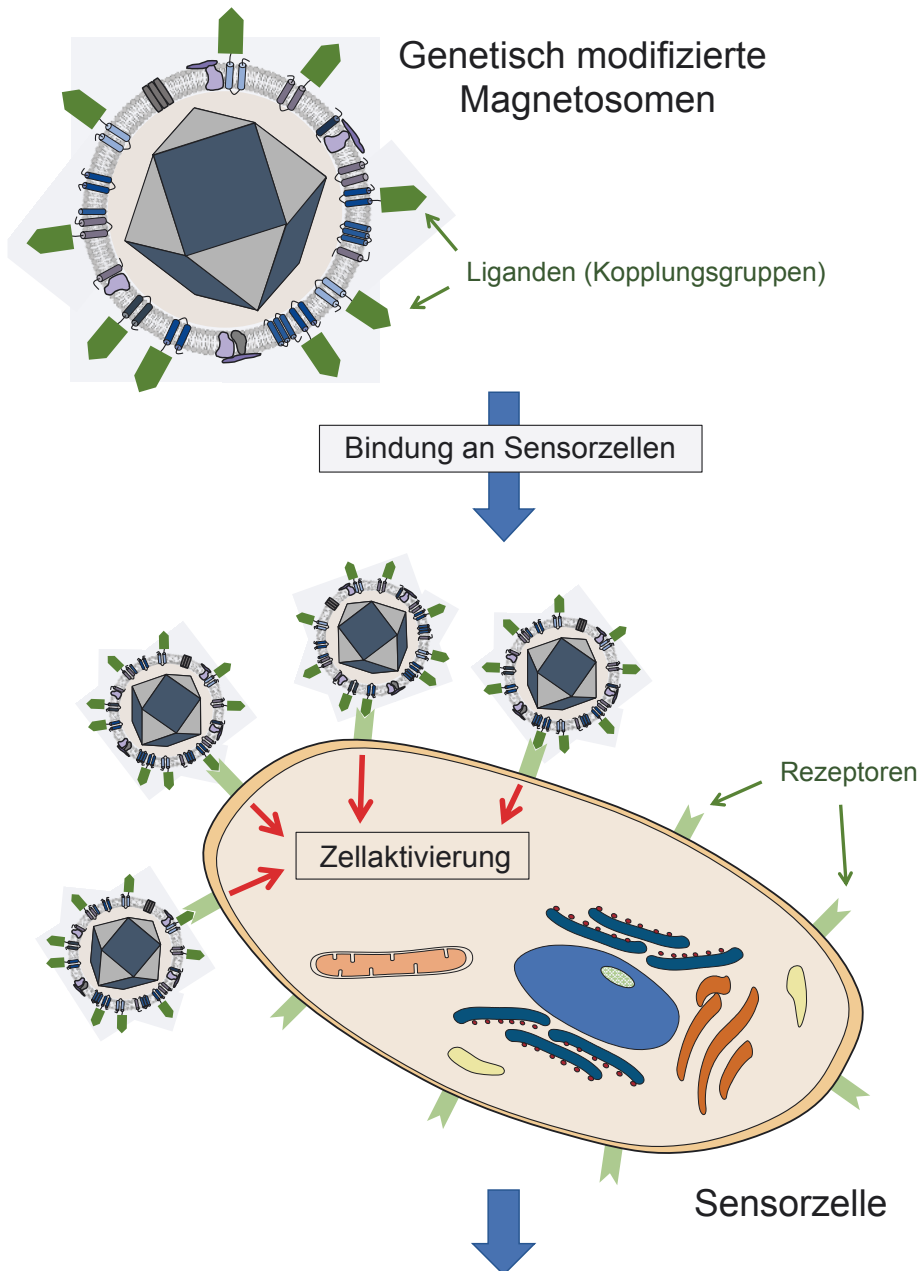 Genetisch modifizierte
Magnetosomen
Liganden (Kopplungsgruppen)
Bindung an Sensorzellen
Rezeptoren
Zellaktivierung
Sensorzelle